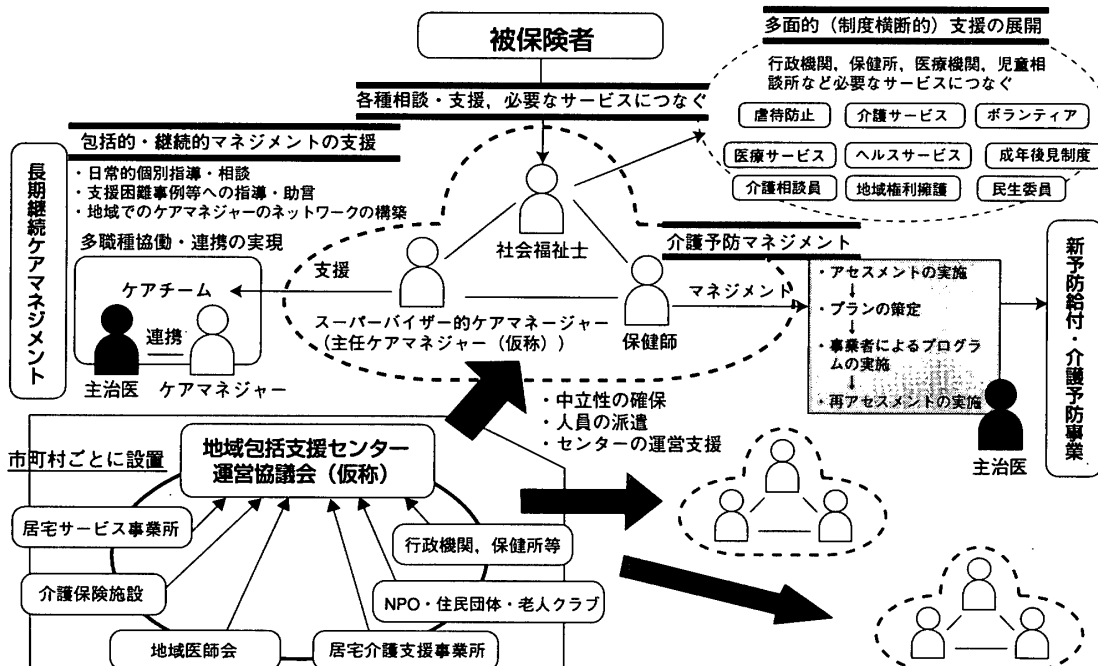 被保険者
多面的（制度横断的）支援の展開
行政機関，保健所，医療機関，児童相
談所など必要なサービスにつなぐ
虐待防止
介護サービス
ボランティア
医療サービス
ヘルスサービス
成年後見制度
介護相談員
地域権利擁護
民生委員
各種相談・支援，必要なサービスにつなぐ
包括的・継続的マネジメントの支援
・日常的個別指導・相談
・支援困難事例等への指導・助言
・地域でのケアマネジャーのネットワークの構築
長期継続ケアマネジメント
多職種協働・連携の実現
ケアチーム
連携
主治医
ケアマネジャー
支援
社会福祉士
スーパーバイザー的ケアマネージャー
（主任ケアマネジャー（仮称））
保健師
介護予防マネジメント
マネジメント
・アセスメントの実施
↓
・プランの策定
↓
・事業者によるプログラ
ムの実施
↓
・再アセスメントの実施
主治医
新予防給付・介護予防事業
・中立性の確保
・人員の派遣
・センターの運営支援
市町村ごとに設置
地域包括支援センター
運営協議会（仮称）
居宅サービス事業所
介護保険施設
地域医師会
居宅介護支援事業所
NPO・住民団体・老人クラブ
行政機関，保健所等